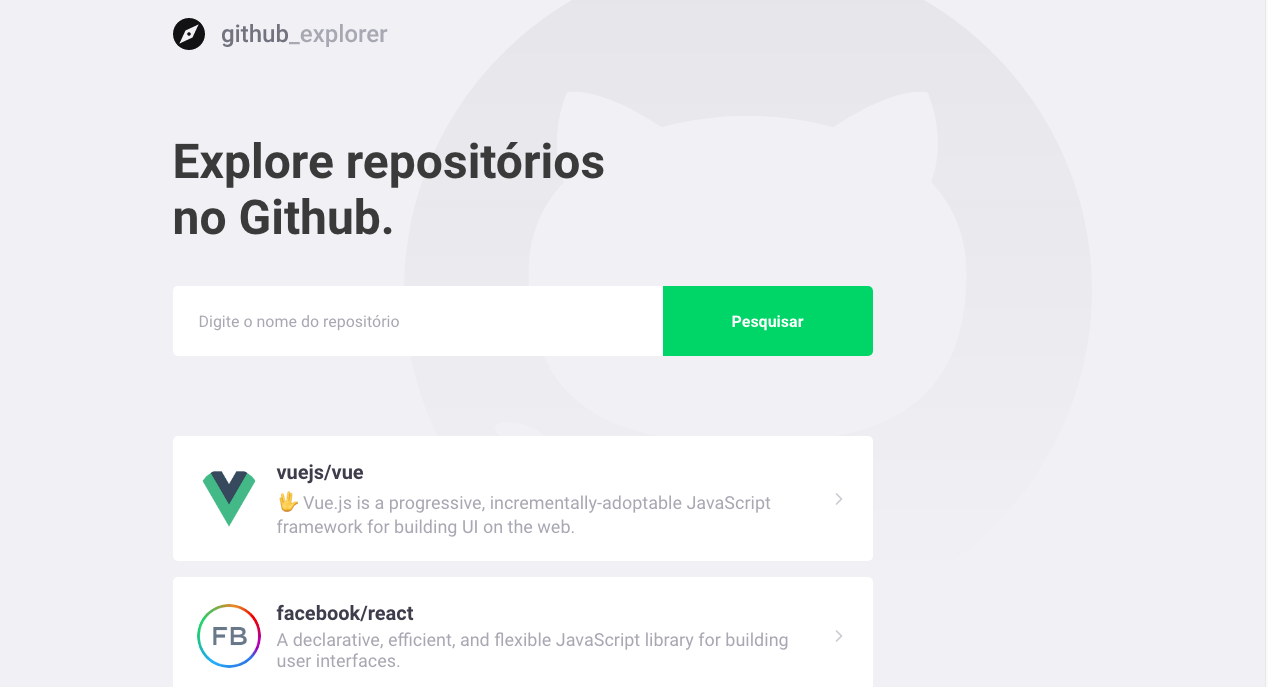 github_explorer
Explore repositórios
no Github.
Digite o nome do repositório
Pesquisar
vuejs/vue
🖖 Vue.js is a progressive, incrementally-adoptable JavaScript
framework for building UI on the web.
facebook/react
FB
A declarative, efficient, and flexible JavaScript library for building
user interfaces.